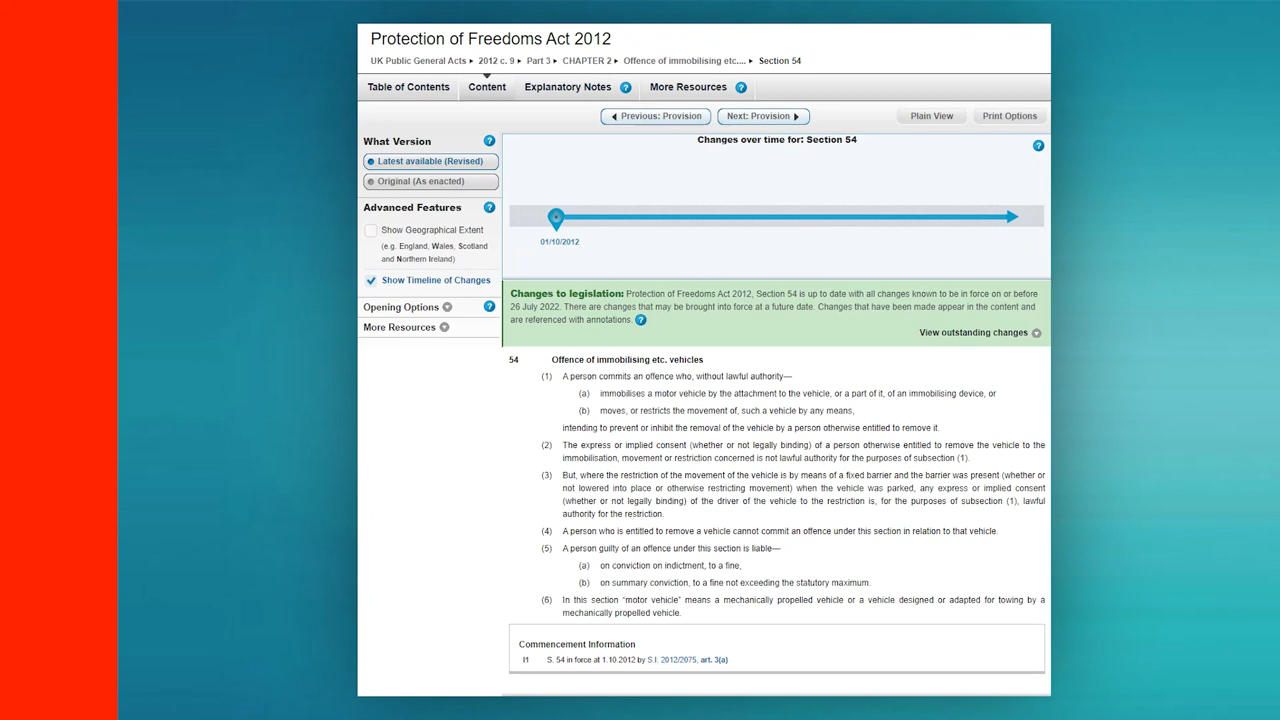 Protection of Freedoms Act 2012
UK Public General Acts ▸ 2012 c. 9 ▸ Part 3 ▸ CHAPTER 2 ▸ Offence of immobilising etc.... ▸ Section 54
Table of Contents
Content
Explanatory Notes ?
More Resources ?
Previous: Provision
Next: Provision
Plain View
Print Options
What Version ?
Latest available (Revised)
Original (As enacted)
Advanced Features ?
Show Geographical Extent
(e.g. England, Wales, Scotland
and Northern Ireland)
Show Timeline of Changes
Opening Options ?
More Resources
Changes over time for: Section 54
?
01/10/2012
Changes to legislation: Protection of Freedoms Act 2012, Section 54 is up to date with all changes known to be in force on or before
26 July 2022. There are changes that may be brought into force at a future date. Changes that have been made appear in the content and
are referenced with annotations. ?
View outstanding changes
54 Offence of immobilising etc. vehicles
(1) A person commits an offence who, without lawful authority—
(a) immobilises a motor vehicle by the attachment to the vehicle, or a part of it, of an immobilising device, or
(b) moves, or restricts the movement of, such a vehicle by any means,
intending to prevent or inhibit the removal of the vehicle by a person otherwise entitled to remove it.
(2) The express or implied consent (whether or not legally binding) of a person otherwise entitled to remove the vehicle to the
immobilisation, movement or restriction concerned is not lawful authority for the purposes of subsection (1).
(3) But, where the restriction of the movement of the vehicle is by means of a fixed barrier and the barrier was present (whether or
not lowered into place or otherwise restricting movement) when the vehicle was parked, any express or implied consent
(whether or not legally binding) of the driver of the vehicle to the restriction is, for the purposes of subsection (1), lawful
authority for the restriction.
(4) A person who is entitled to remove a vehicle cannot commit an offence under this section in relation to that vehicle.
(5) A person guilty of an offence under this section is liable—
(a) on conviction on indictment, to a fine,
(b) on summary conviction, to a fine not exceeding the statutory maximum.
(6) In this section “motor vehicle” means a mechanically propelled vehicle or a vehicle designed or adapted for towing by a
mechanically propelled vehicle.
Commencement Information
I1 S. 54 in force at 1.10.2012 by S.I. 2012/2075, art. 3(a)